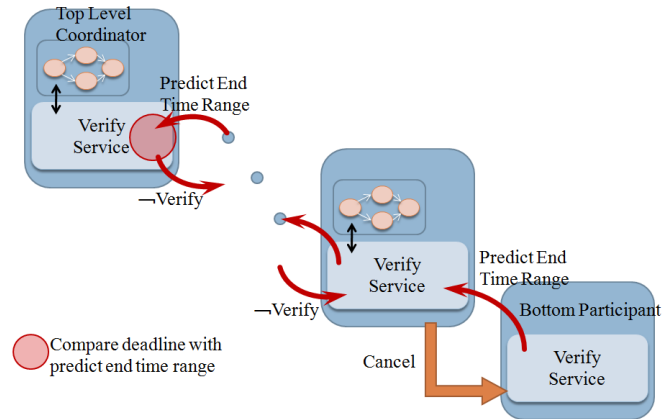 Top Level
Coordinator
Predict End
Time Range
Verify
Service
¬Verify
Predict End
Time Range
Verify
Service
¬Verify
Bottom Participant
Compare deadline with
predict end time range
Cancel
Verify
Service